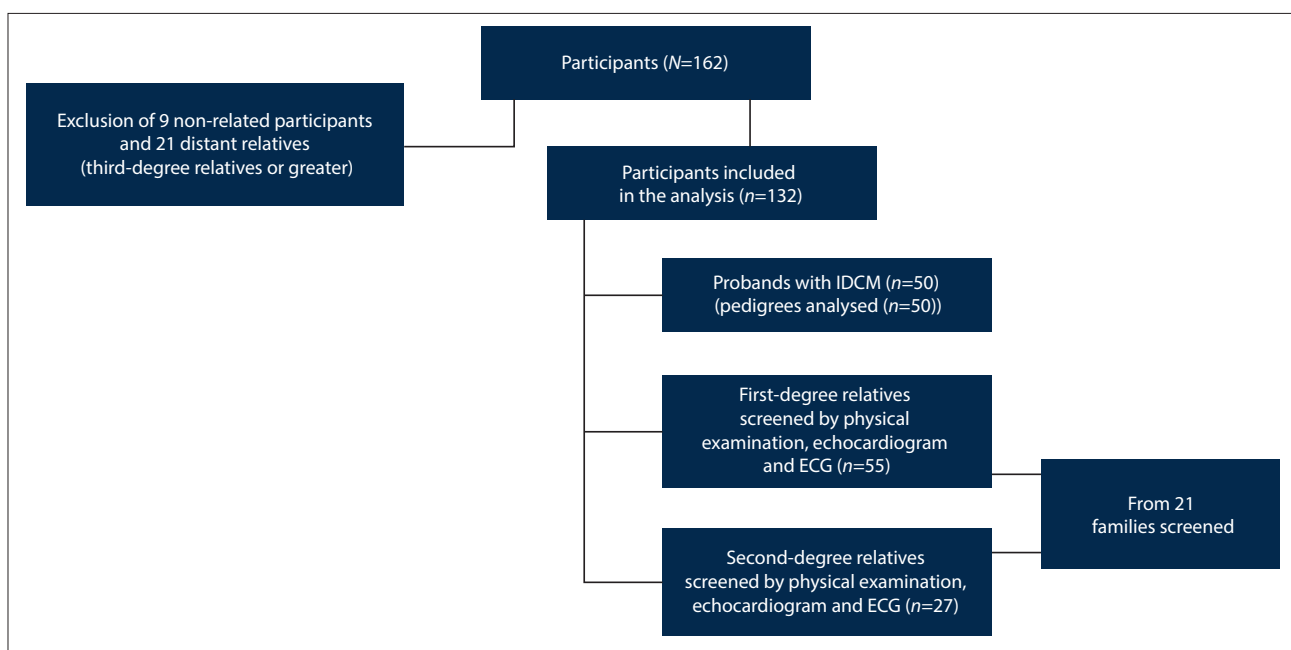 Participants (N=162)
Exclusion of 9 non-related participants
and 21 distant relatives
(third-degree relatives or greater)
Participants included
in the analysis (n=132)
Probands with IDCM (n=50)
(pedigrees analysed (n=50))
First-degree relatives
screened by physical
examination, echocardiogram
and ECG (n=55)
From 21
families screened
Second-degree relatives
screened by physical examination,
echocardiogram and ECG (n=27)